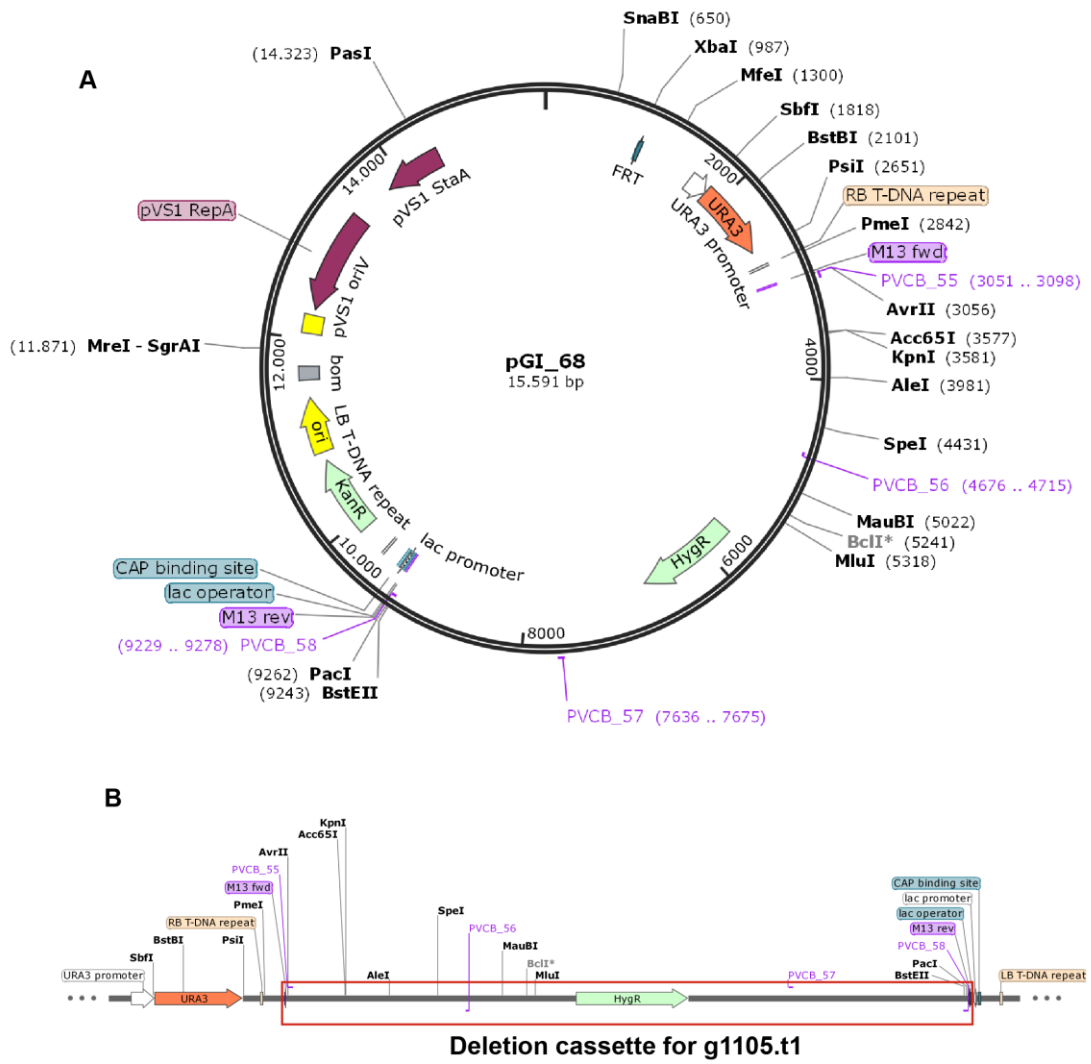 A
SnaBI (650)
XbaI (987)
MfeI (1300)
SbfI (1818)
BstBI (2101)
PsiI (2651)
RB T-DNA repeat
PmeI (2842)
M13 fwd
PVCB_55 (3051 .. 3098)
AvrII (3056)
Acc65I (3577)
KpnI (3581)
AleI (3981)
SpeI (4431)
PVCB_56 (4676 .. 4715)
MauBI (5022)
BclI* (5241)
MluI (5318)
PVCB_57 (7636 .. 7675)
(9243) BstEII
(9262) PacI
(9229 .. 9278) PVCB_58
M13 rev
lac operator
CAP binding site
(11.871) MreI - SgrAI
pVS1 RepA
(14.323) PasI
2000
4000
6000
8000
10.000
12.000
14.000
FRT
URA3 promoter
URA3
HygR
lac promoter
LB T-DNA repeat
KanR
ori
bom
pVS1 oriV
pVS1 StaA
pGI_68
15.591 bp
B
KpnI
Acc65I
AvrII
PVCB_55
M13 fwd
PmeI
RB T-DNA repeat
BstBI
PsiI
SbfI
URA3 promoter
URA3
AleI
SpeI
PVCB_56
MauBI
BclI*
MluI
HygR
PVCB_57
CAP binding site
lac promoter
lac operator
M13 rev
PVCB_58
PacI
BstEII
LB T-DNA repeat
Deletion cassette for g1105.t1